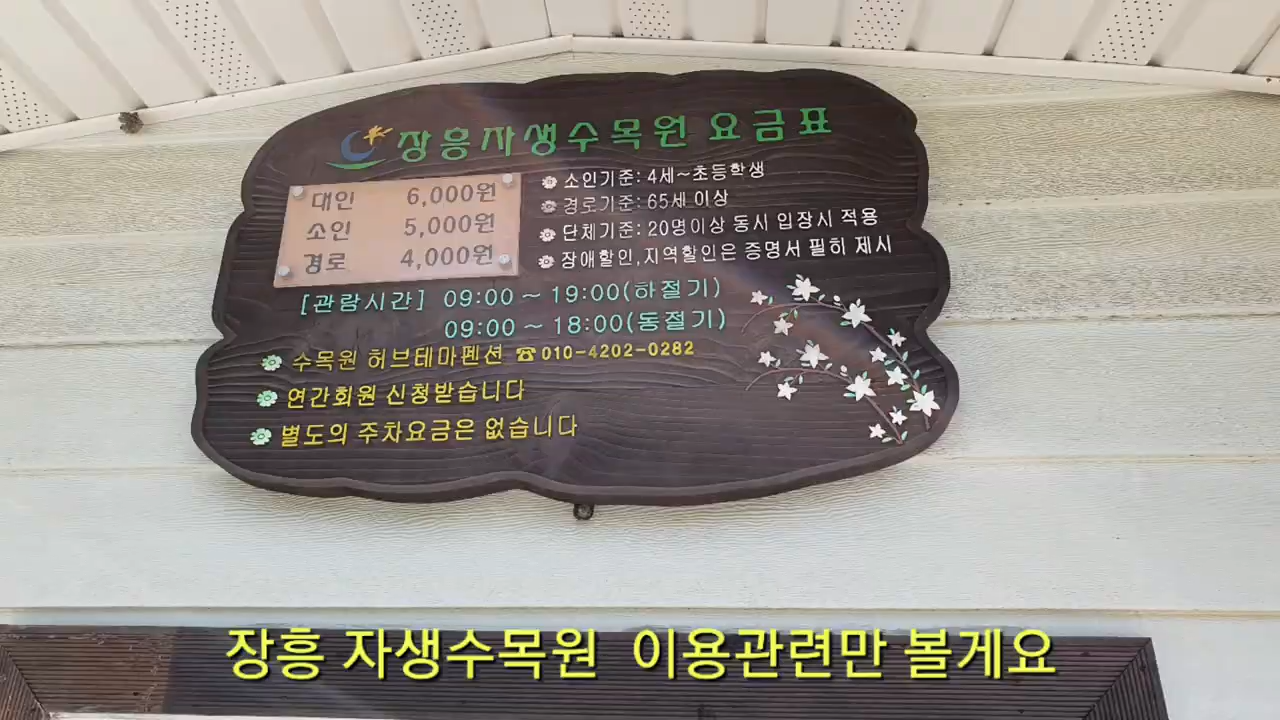 장흥자생수목원 요금표
대인 6,000원
소인 5,000원
경로 4,000원
소인기준: 4세~초등학생
경로기준: 65세 이상
단체기준: 20명이상 동시 입장시 적용
장애할인,지역할인은 증명서 필히 제시
[관람시간] 09:00 ~ 19:00(하절기)
09:00 ~ 18:00(동절기)
수목원 허브테마펜션 ☎ 010-4202-0282
연간회원 신청받습니다
별도의 주차요금은 없습니다
장흥 자생수목원 이용관련만 볼게요